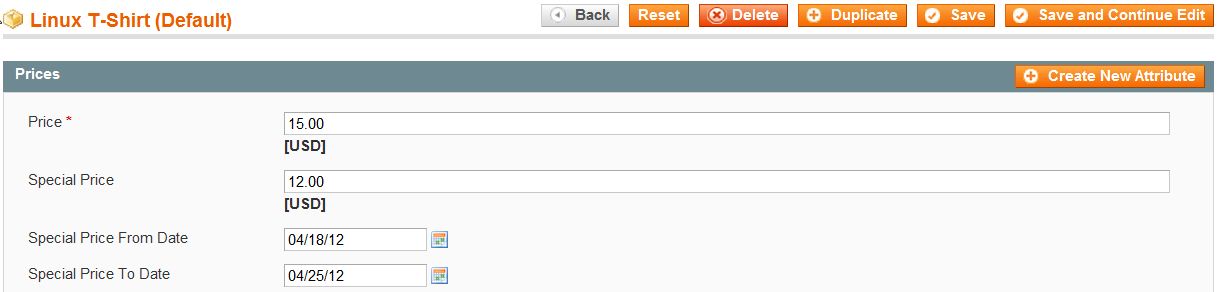 Linux T-Shirt (Default) Back Reset Delete Duplicate Save Save and Continue Edit
Prices Create New Attribute
Price * 15.00
[USD]
Special Price 12.00
[USD]
Special Price From Date 04/18/12
Special Price To Date 04/25/12